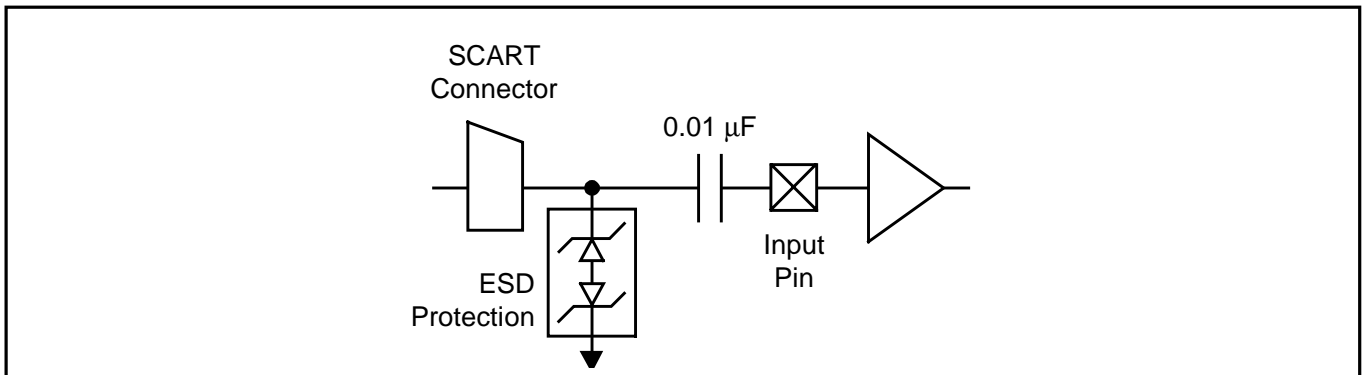 SCART
Connector
0.01 μF
Input
Pin
ESD
Protection